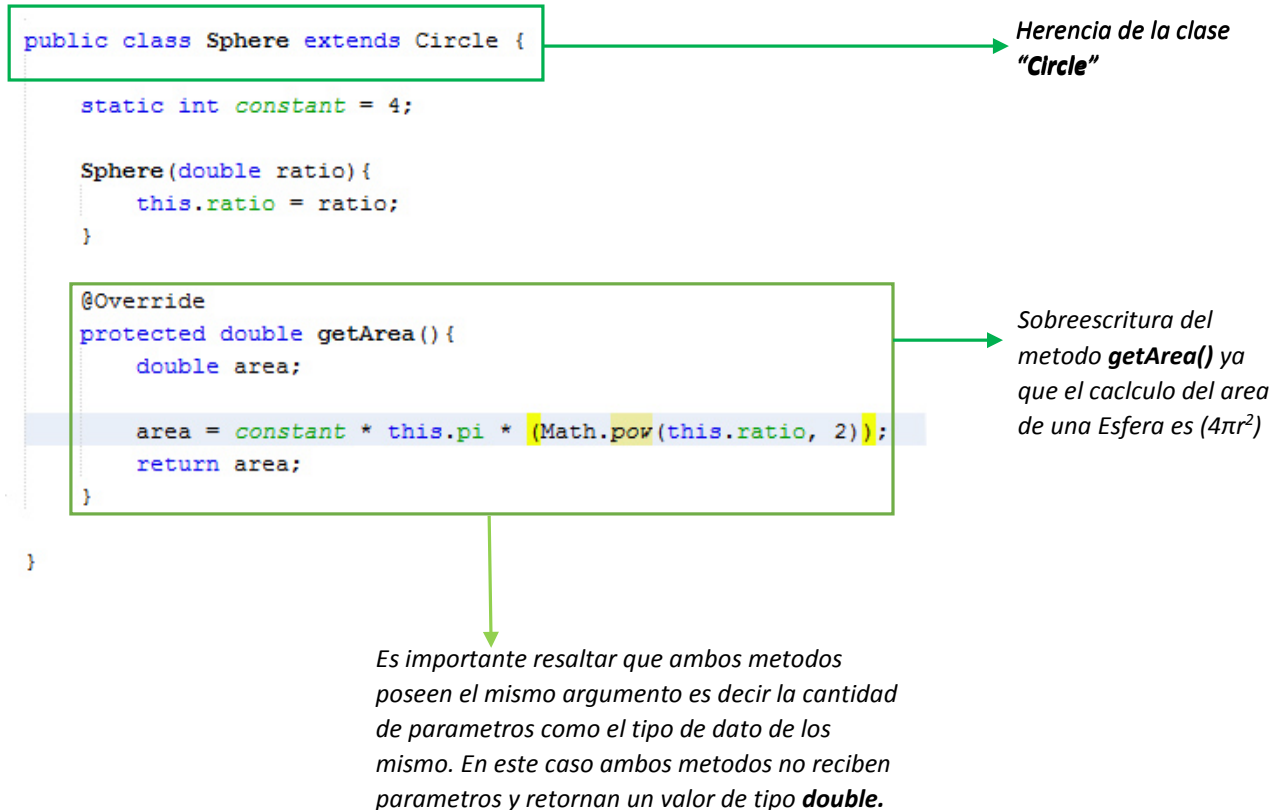 public class Sphere extends Circle {
Herencia de la clase
“Circle”
static int constant = 4;
Sphere(double ratio){
this.ratio = ratio;
}
@Override
protected double getArea(){
double area;
area = constant * this.pi * (Math.pow(this.ratio, 2));
return area;
}
}
Sobreescritura del
metodo getArea() ya
que el caclculo del area
de una Esfera es (4πr²)
Es importante resaltar que ambos metodos
poseen el mismo argumento es decir la cantidad
de parametros como el tipo de dato de los
mismo. En este caso ambos metodos no reciben
parametros y retornan un valor de tipo double.